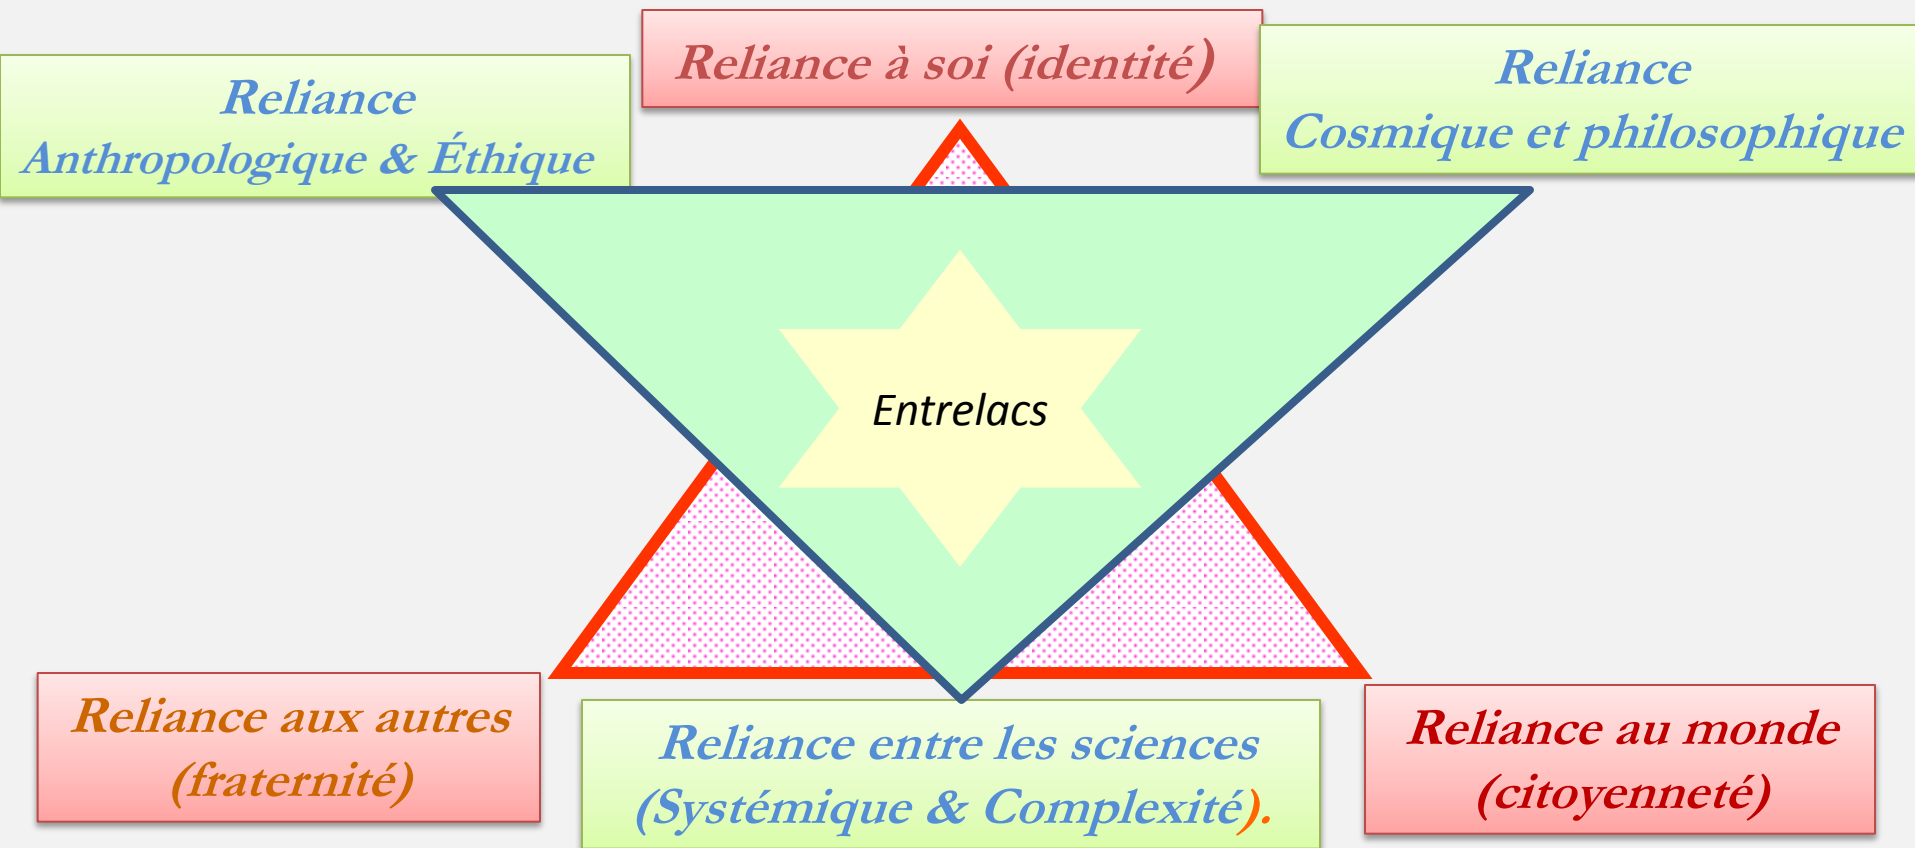 Reliance à soi (identité)
Reliance
Anthropologique & Éthique
Reliance
Cosmique et philosophique
Entrelacs
Reliance aux autres
(fraternité)
Reliance entre les sciences
(Systémique & Complexité).
Reliance au monde
(citoyenneté)